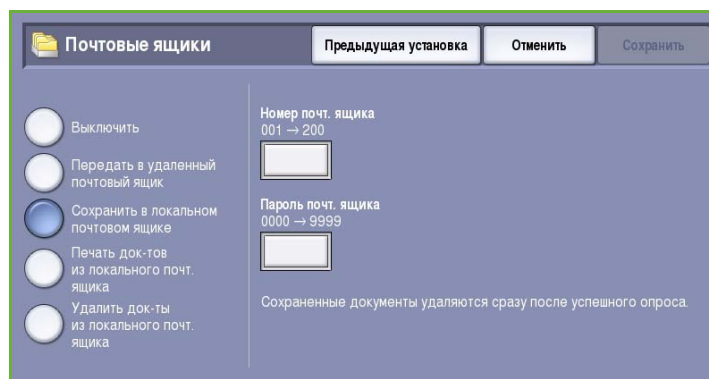 Почтовые ящики
Предыдущая установка
Отменить
Сохранить
Выключить
Передать в удаленный
почтовый ящик
Сохранить в локальном
почтовом ящике
Печать док-тов
из локального почт.
ящика
Удалить док-ты
из локального почт.
ящика
Номер почт. ящика
001 → 200
Пароль почт. ящика
0000 → 9999
Сохраненные документы удаляются сразу после успешного опроса.